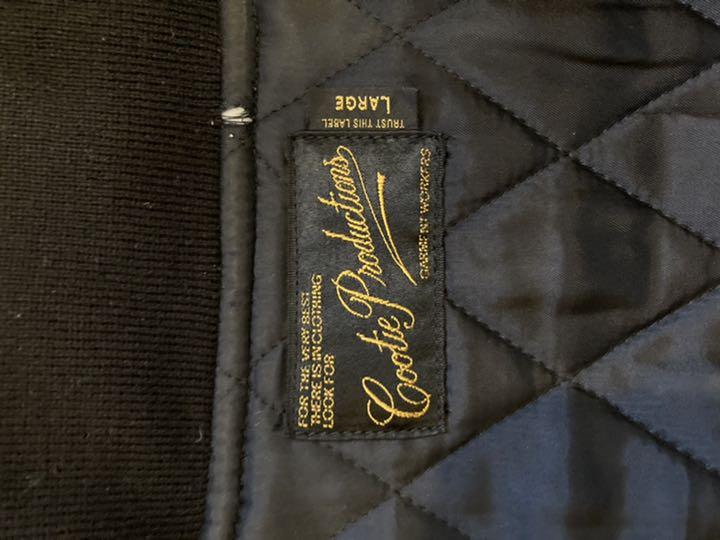 FOR THE VERY BEST
THERE IS IN CLOTHING
LOOK FOR
Cootie Productions
GARMENT WORKERS
TRUST THIS LABEL
LARGE